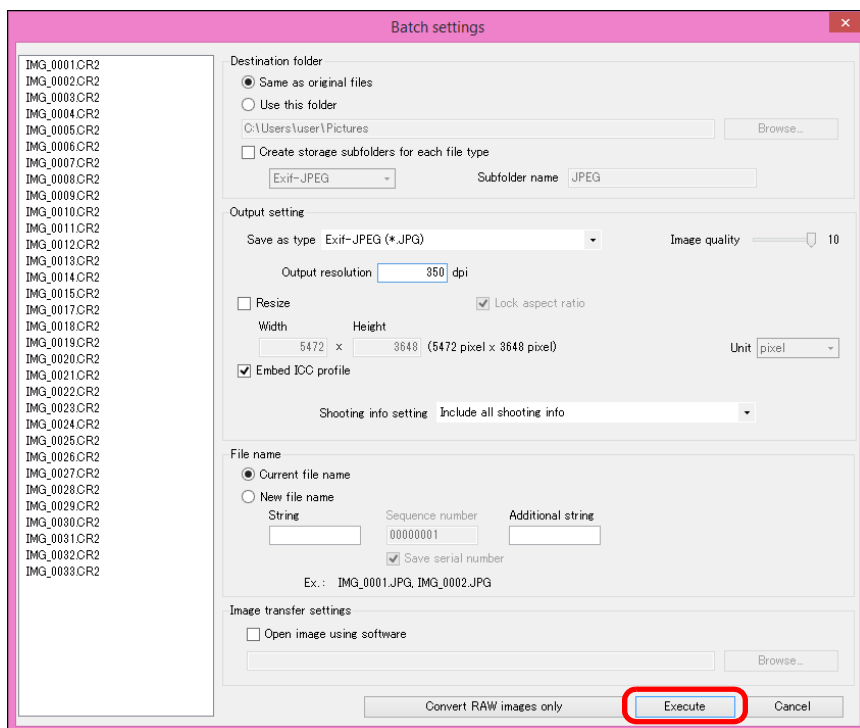 Batch settings
IMG_0001.CR2
IMG_0002.CR2
IMG_0003.CR2
IMG_0004.CR2
IMG_0005.CR2
IMG_0006.CR2
IMG_0007.CR2
IMG_0008.CR2
IMG_0009.CR2
IMG_0010.CR2
IMG_0011.CR2
IMG_0012.CR2
IMG_0013.CR2
IMG_0014.CR2
IMG_0015.CR2
IMG_0017.CR2
IMG_0018.CR2
IMG_0019.CR2
IMG_0020.CR2
IMG_0021.CR2
IMG_0022.CR2
IMG_0023.CR2
IMG_0024.CR2
IMG_0025.CR2
IMG_0026.CR2
IMG_0027.CR2
IMG_0028.CR2
IMG_0029.CR2
IMG_0030.CR2
IMG_0031.CR2
IMG_0032.CR2
IMG_0033.CR2
Destination folder
Same as original files
Use this folder
C:\Users\user\Pictures Browse...
Create storage subfolders for each file type
Exif-JPEG Subfolder name JPEG
Output setting
Save as type Exif-JPEG (*.JPG) Image quality 10
Output resolution 350 dpi
Resize Lock aspect ratio
Width Height
5472 x 3648 (5472 pixel x 3648 pixel) Unit pixel
Embed ICC profile
Shooting info setting Include all shooting info
File name
Current file name
New file name
String Sequence number Additional string
00000001
Save serial number
Ex.: IMG_0001.JPG, IMG_0002.JPG
Image transfer settings
Open image using software
Browse...
Convert RAW images only Execute Cancel